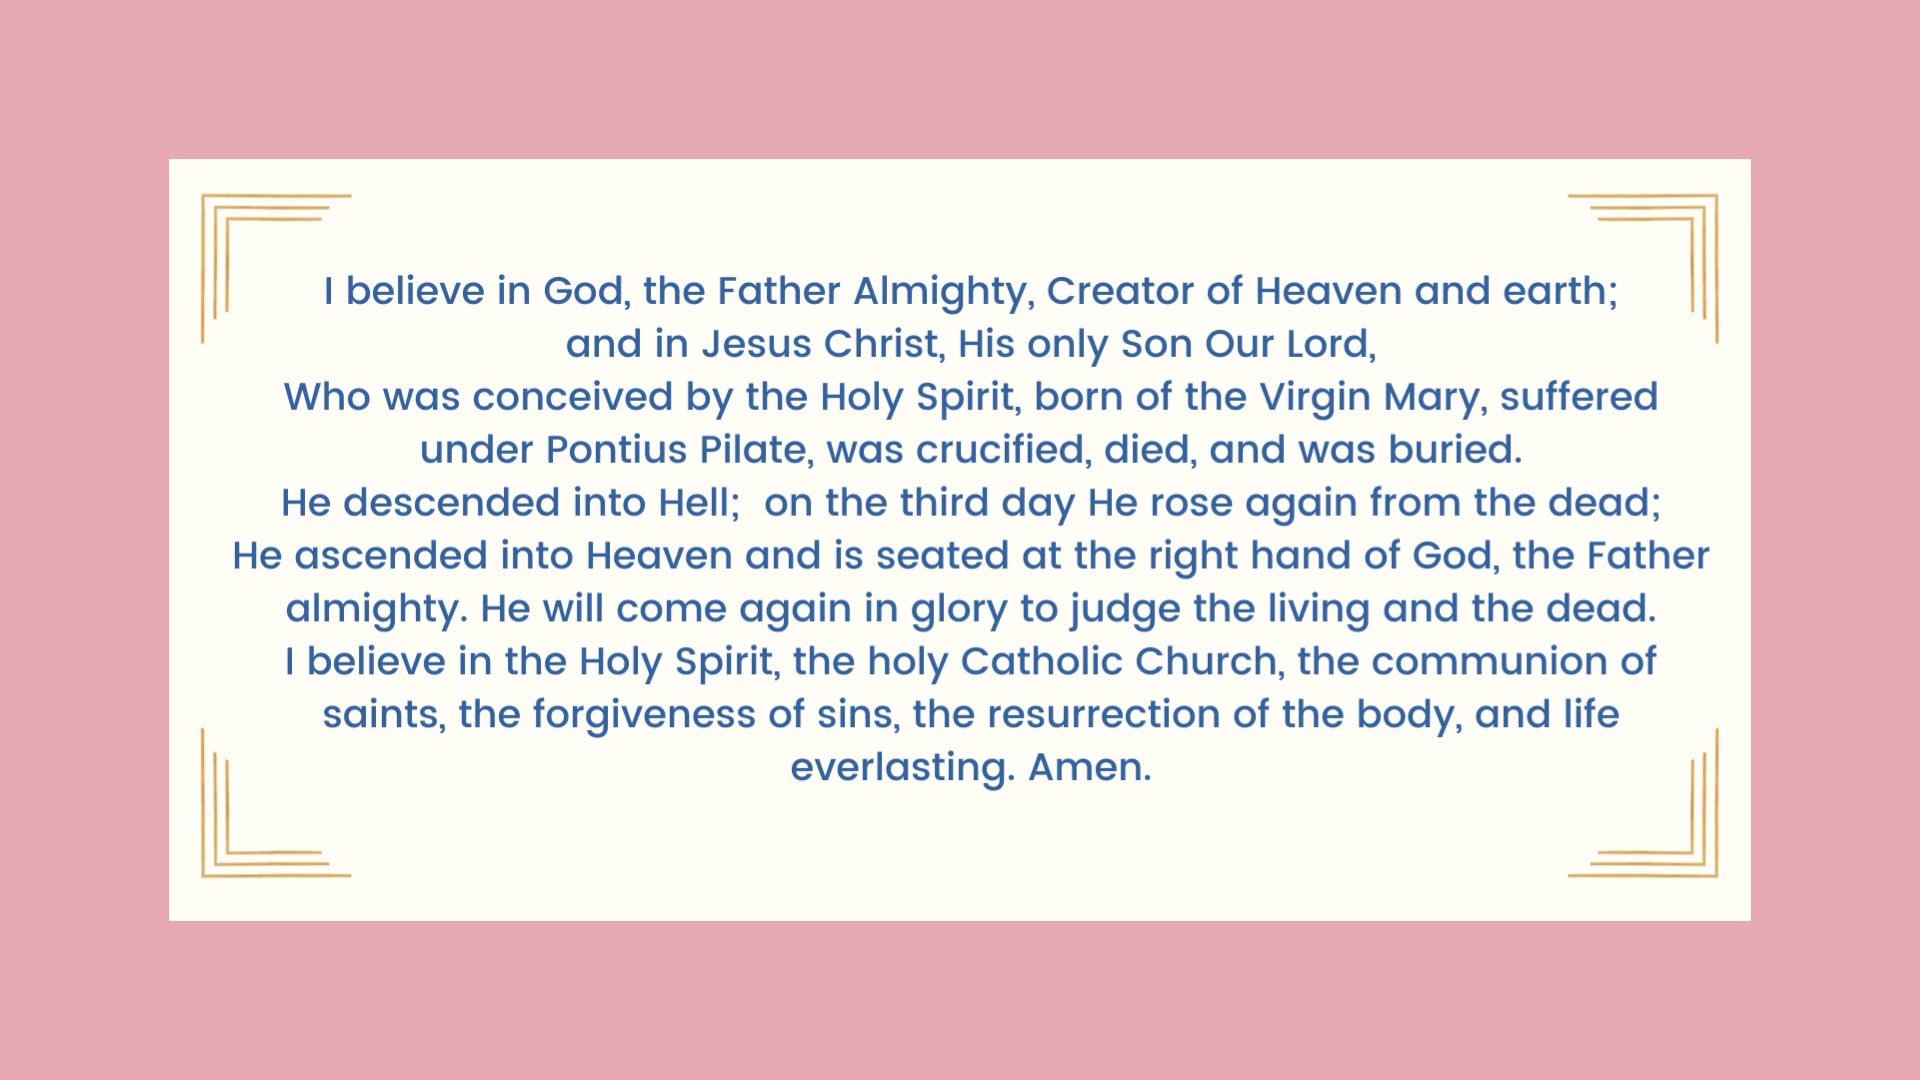 I believe in God, the Father Almighty, Creator of Heaven and earth;
and in Jesus Christ, His only Son Our Lord,
Who was conceived by the Holy Spirit, born of the Virgin Mary, suffered
under Pontius Pilate, was crucified, died, and was buried.
He descended into Hell;  on the third day He rose again from the dead;
He ascended into Heaven and is seated at the right hand of God, the Father
almighty. He will come again in glory to judge the living and the dead.
I believe in the Holy Spirit, the holy Catholic Church, the communion of
saints, the forgiveness of sins, the resurrection of the body, and life
everlasting. Amen.